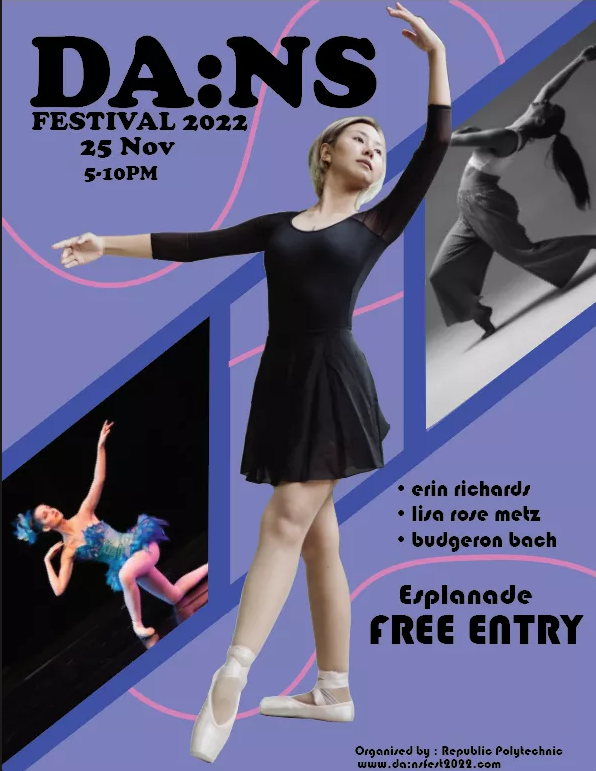 DA:NS
FESTIVAL 2022
25 Nov
5-10PM
• erin richards
• lisa rose metz
• budgeron bach
Esplanade
FREE ENTRY
Organised by : Republic Polytechnic
www.da:nsfest2022.com